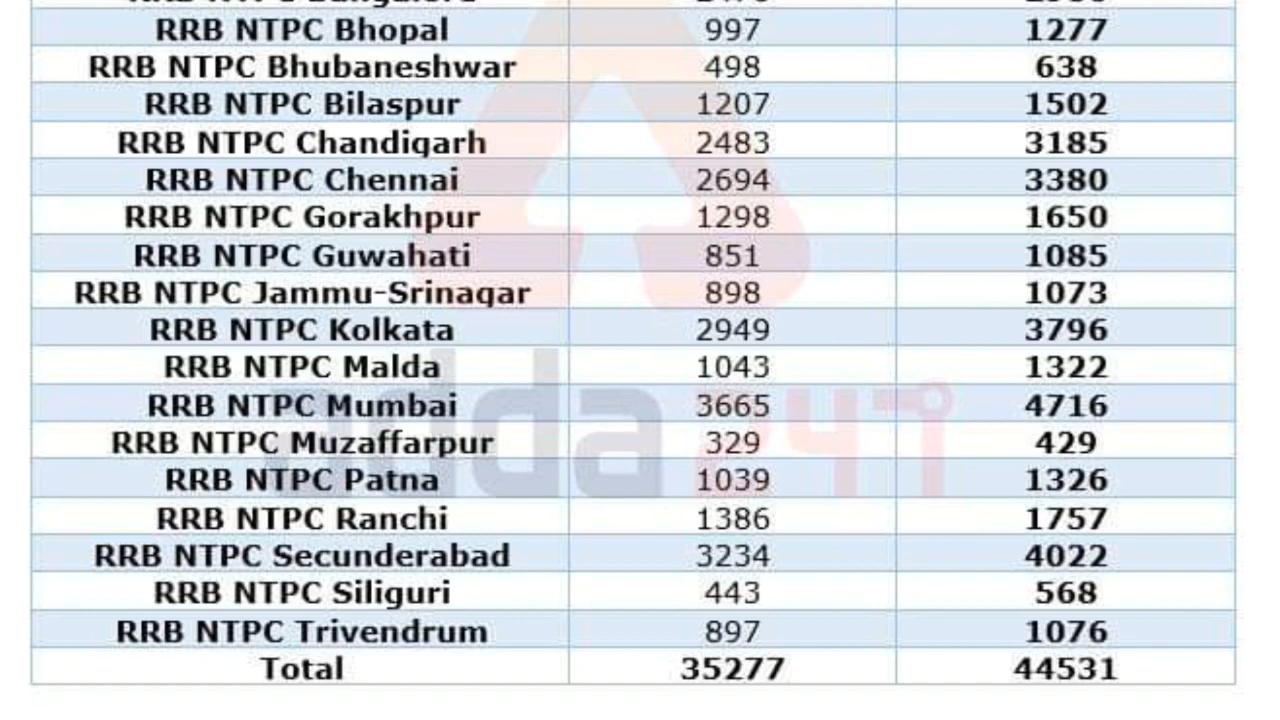 RRB NTPC Bhopal 997 1277
RRB NTPC Bhubaneshwar 498 638
RRB NTPC Bilaspur 1207 1502
RRB NTPC Chandigarh 2483 3185
RRB NTPC Chennai 2694 3380
RRB NTPC Gorakhpur 1298 1650
RRB NTPC Guwahati 851 1085
RRB NTPC Jammu-Srinagar 898 1073
RRB NTPC Kolkata 2949 3796
RRB NTPC Malda 1043 1322
RRB NTPC Mumbai 3665 4716
RRB NTPC Muzaffarpur 329 429
RRB NTPC Patna 1039 1326
RRB NTPC Ranchi 1386 1757
RRB NTPC Secunderabad 3234 4022
RRB NTPC Siliguri 443 568
RRB NTPC Trivendrum 897 1076
Total 35277 44531
adda247